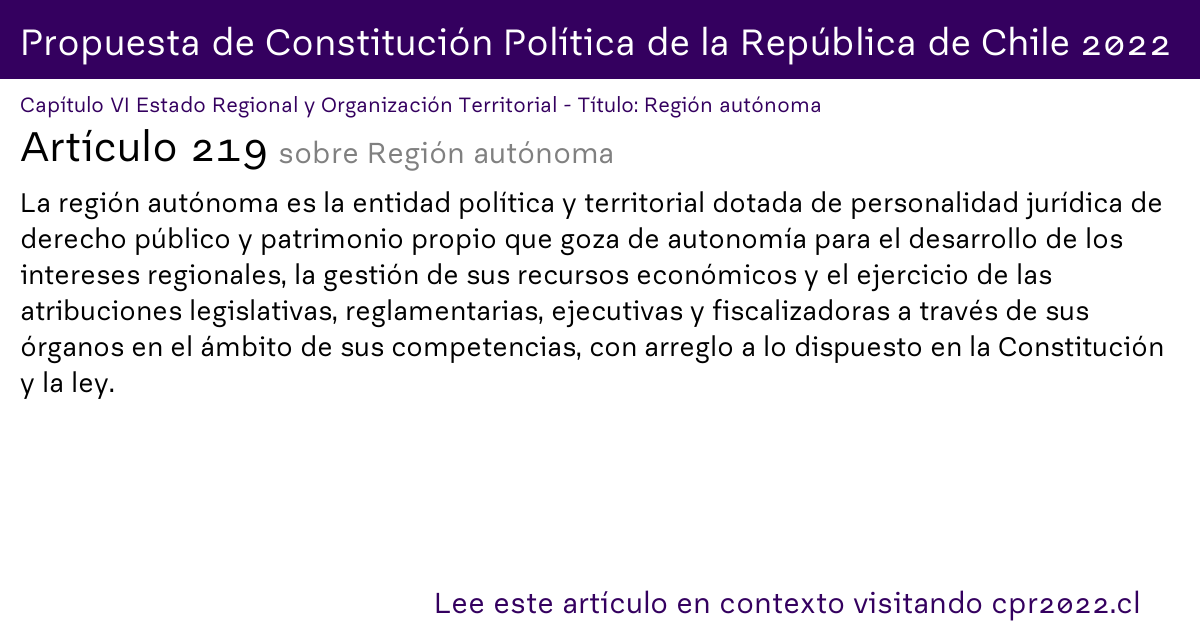 Propuesta de Constitución Política de la República de Chile 2022
Capítulo VI Estado Regional y Organización Territorial - Título: Región autónoma
Artículo 219 sobre Región autónoma
La región autónoma es la entidad política y territorial dotada de personalidad jurídica de
derecho público y patrimonio propio que goza de autonomía para el desarrollo de los
intereses regionales, la gestión de sus recursos económicos y el ejercicio de las
atribuciones legislativas, reglamentarias, ejecutivas y fiscalizadoras a través de sus
órganos en el ámbito de sus competencias, con arreglo a lo dispuesto en la Constitución
y la ley.
Lee este artículo en contexto visitando cpr2022.cl